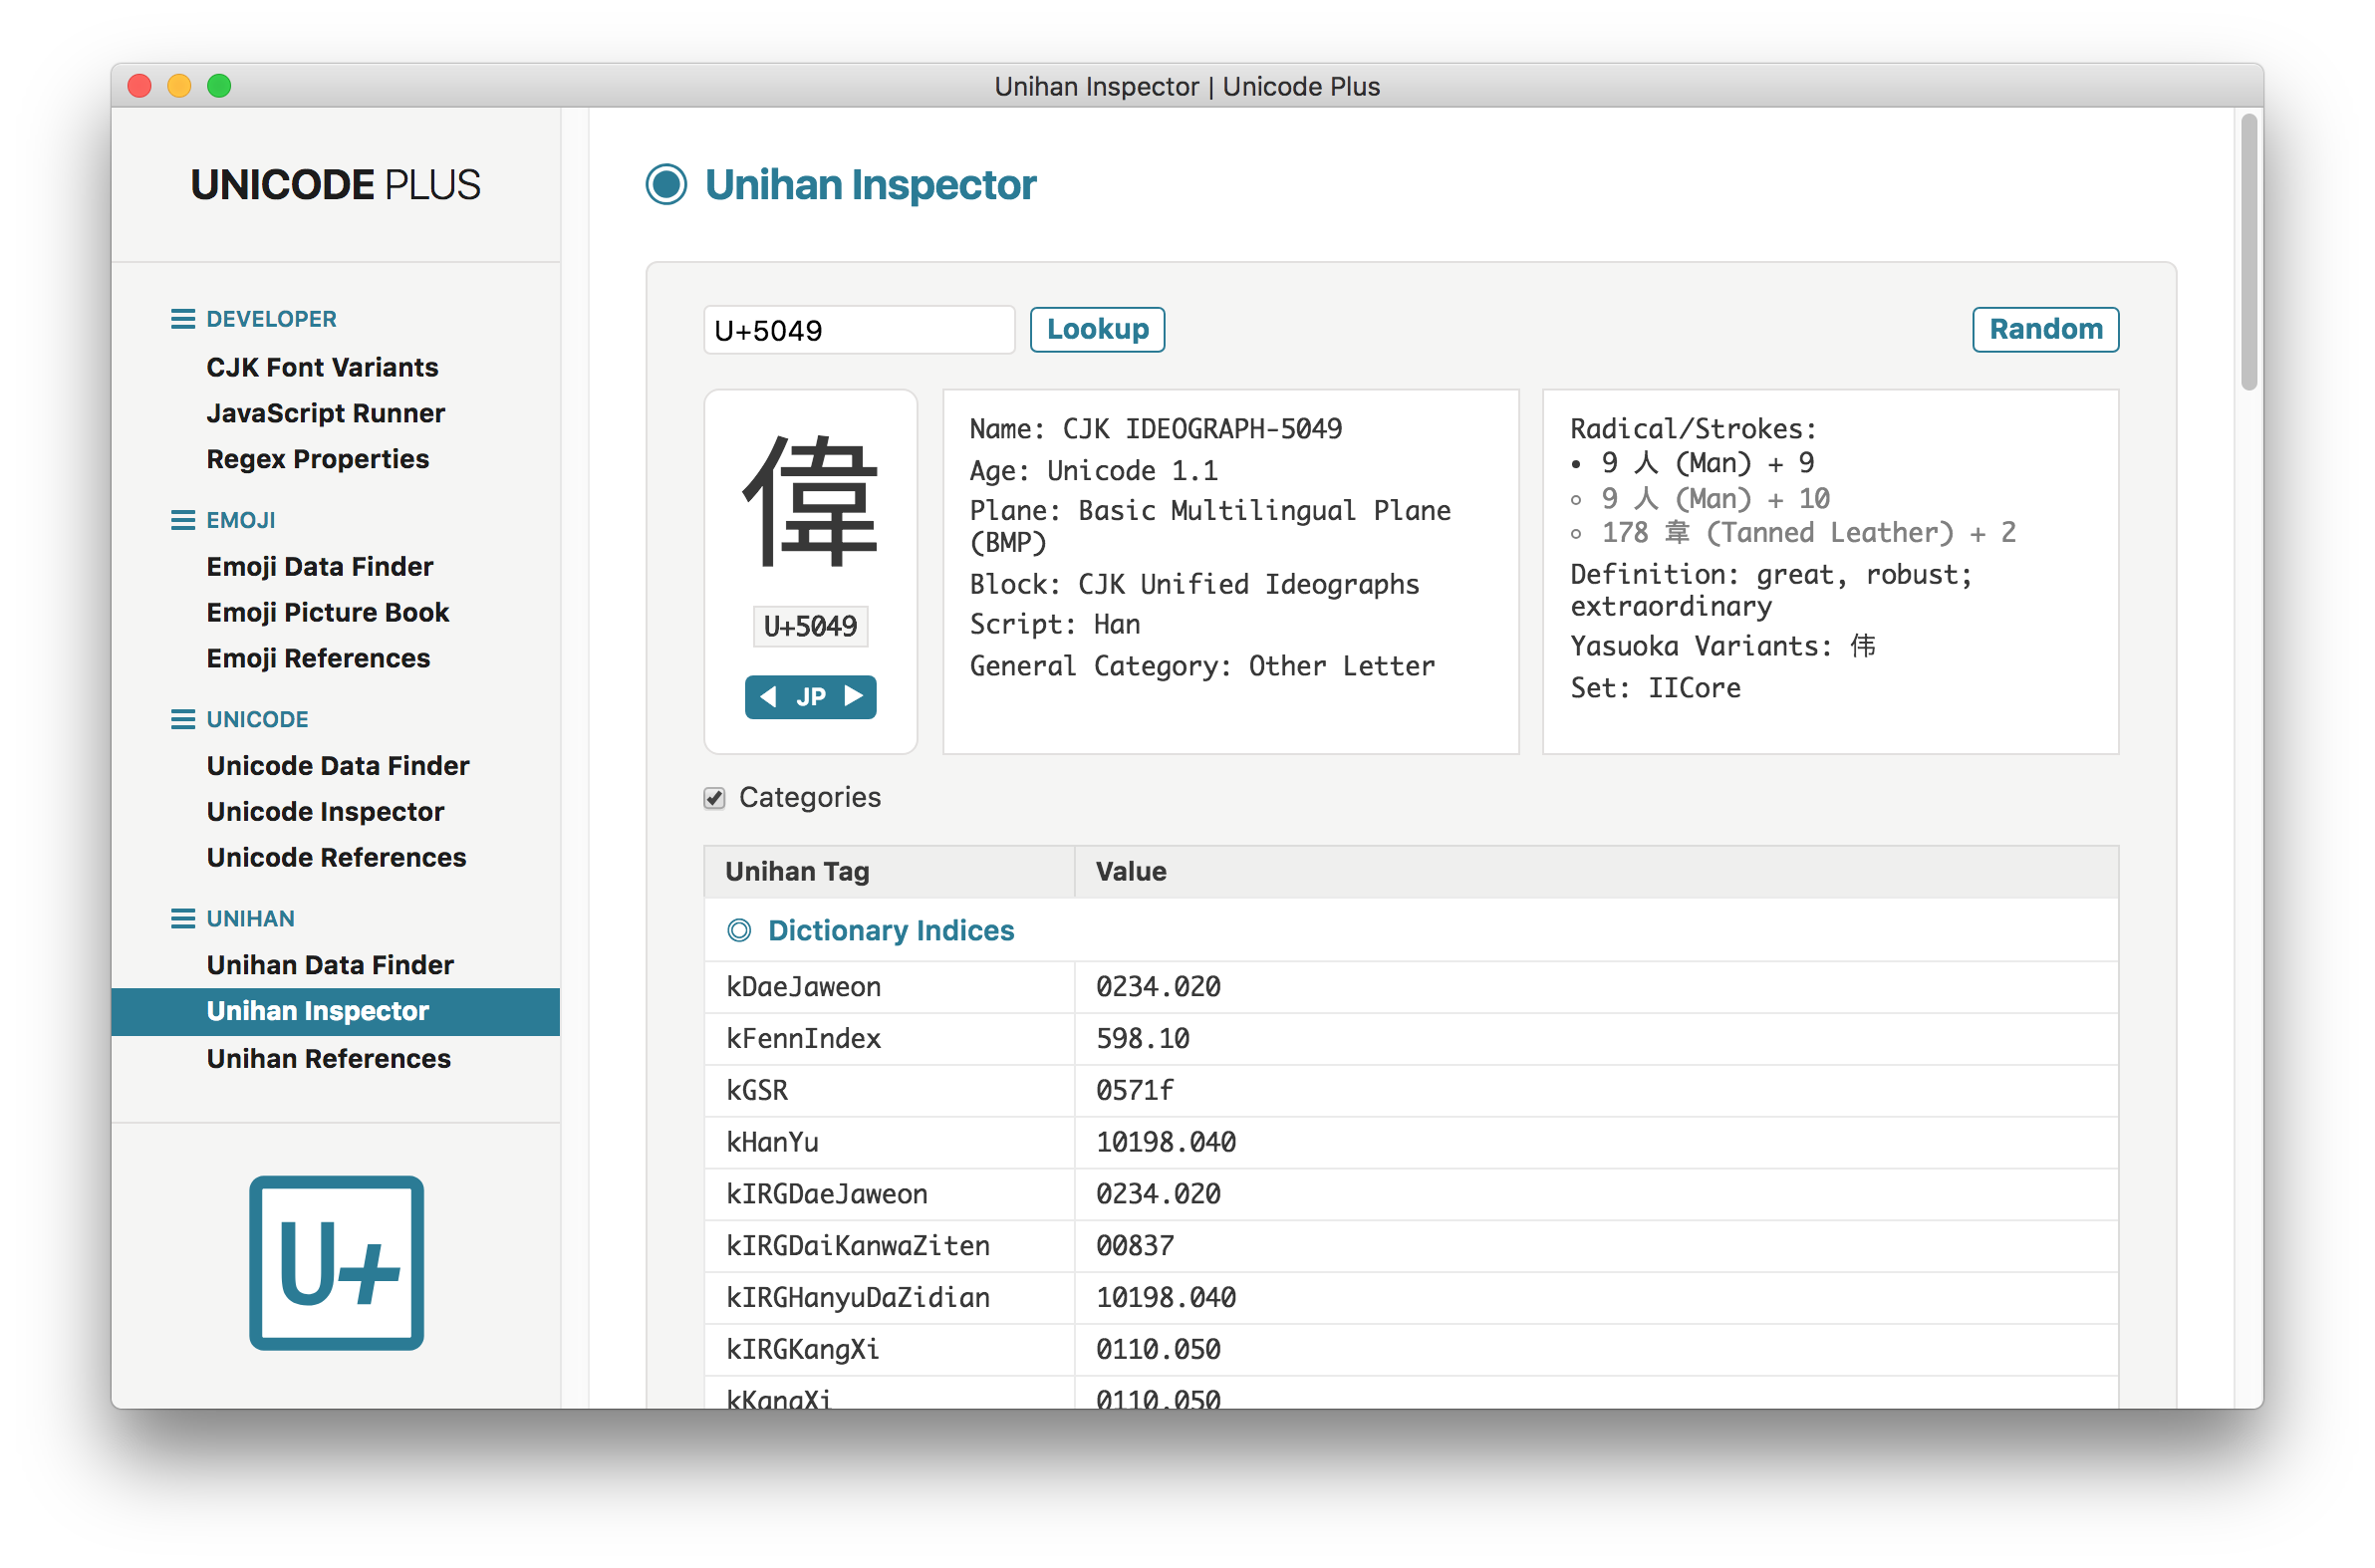 Unihan Inspector | Unicode Plus
UNICODE PLUS
DEVELOPER
CJK Font Variants
JavaScript Runner
Regex Properties
EMOJI
Emoji Data Finder
Emoji Picture Book
Emoji References
UNICODE
Unicode Data Finder
Unicode Inspector
Unicode References
UNIHAN
Unihan Data Finder
Unihan Inspector
Unihan References
U+
Unihan Inspector
U+5049 Lookup Random
偉
U+5049
JP
Name: CJK IDEOGRAPH-5049
Age: Unicode 1.1
Plane: Basic Multilingual Plane
(BMP)
Block: CJK Unified Ideographs
Script: Han
General Category: Other Letter
Radical/Strokes:
• 9 人 (Man) + 9
◦ 9 人 (Man) + 10
◦ 178 韋 (Tanned Leather) + 2
Definition: great, robust;
extraordinary
Yasuoka Variants: 伟
Set: IICore
Categories
Unihan Tag Value
Dictionary Indices
kDaeJaweon 0234.020
kFennIndex 598.10
kGSR 0571f
kHanYu 10198.040
kIRGDaeJaweon 0234.020
kIRGDaiKanwaZiten 00837
kIRGHanyuDaZidian 10198.040
kIRGKangXi 0110.050
kKangXi 0110.050